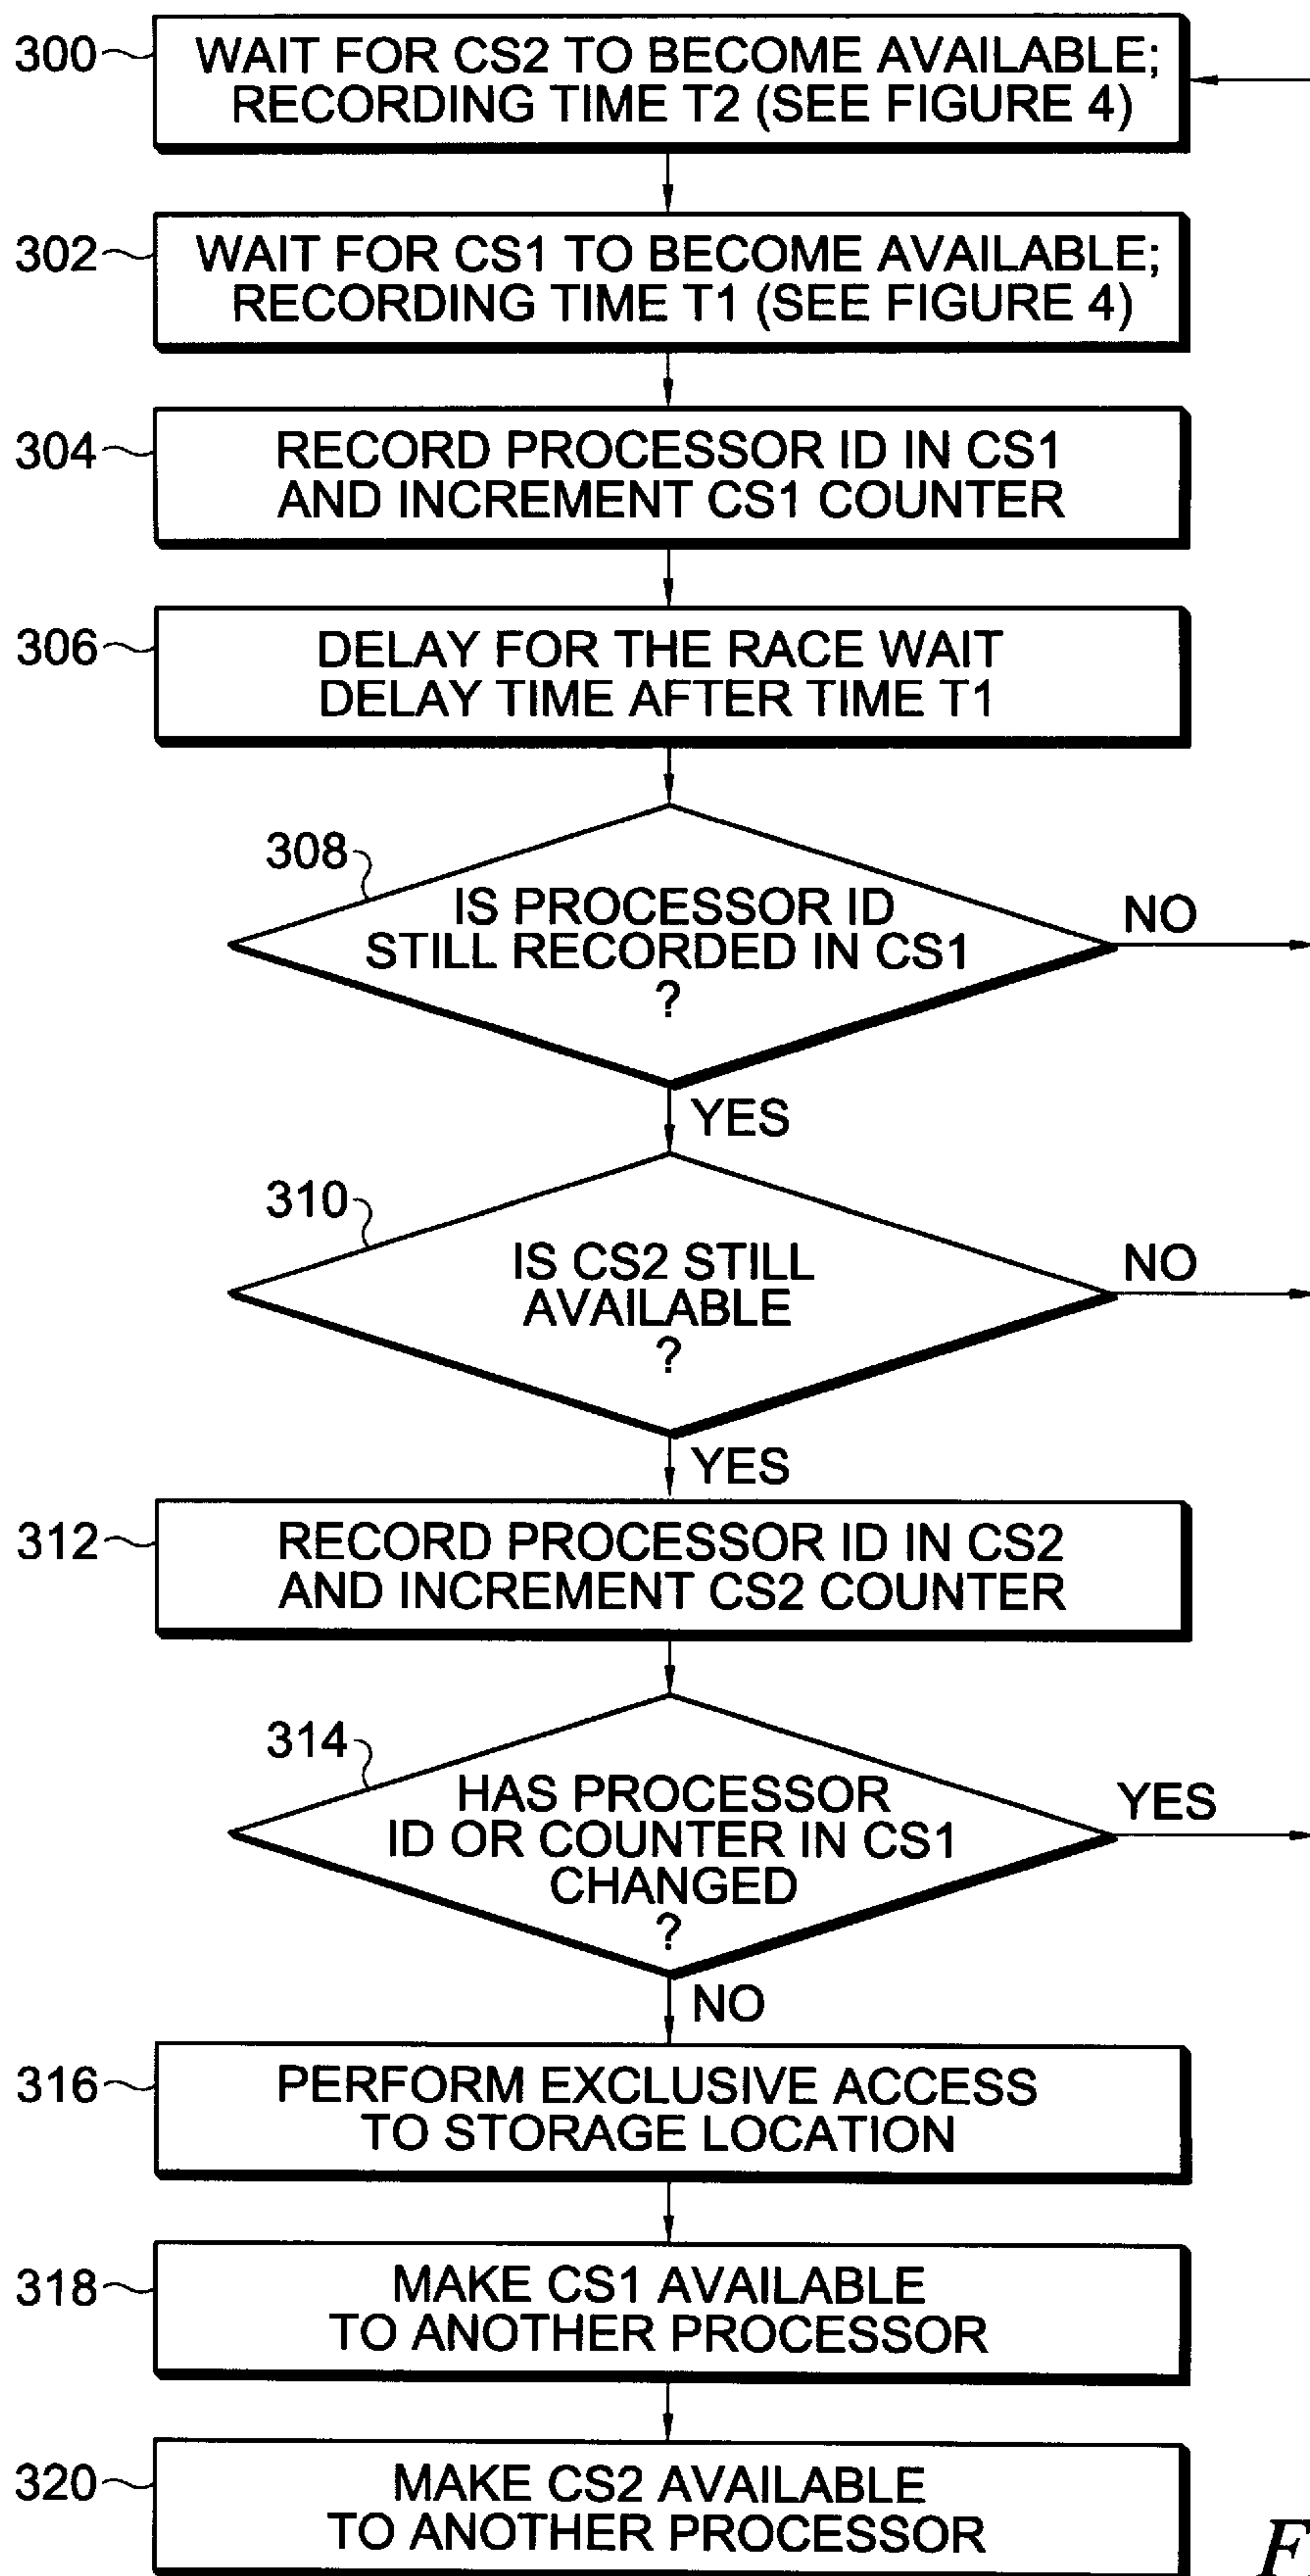 300
WAIT FOR CS2 TO BECOME AVAILABLE;
RECORDING TIME T2 (SEE FIGURE 4)
302
WAIT FOR CS1 TO BECOME AVAILABLE;
RECORDING TIME T1 (SEE FIGURE 4)
304
RECORD PROCESSOR ID IN CS1
AND INCREMENT CS1 COUNTER
306
DELAY FOR THE RACE WAIT
DELAY TIME AFTER TIME T1
308
IS PROCESSOR ID
STILL RECORDED IN CS1
?
NO
YES
310
IS CS2 STILL
AVAILABLE
?
NO
YES
312
RECORD PROCESSOR ID IN CS2
AND INCREMENT CS2 COUNTER
314
HAS PROCESSOR
ID OR COUNTER IN CS1
CHANGED
?
YES
NO
316
PERFORM EXCLUSIVE ACCESS
TO STORAGE LOCATION
318
MAKE CS1 AVAILABLE
TO ANOTHER PROCESSOR
320
MAKE CS2 AVAILABLE
TO ANOTHER PROCESSOR